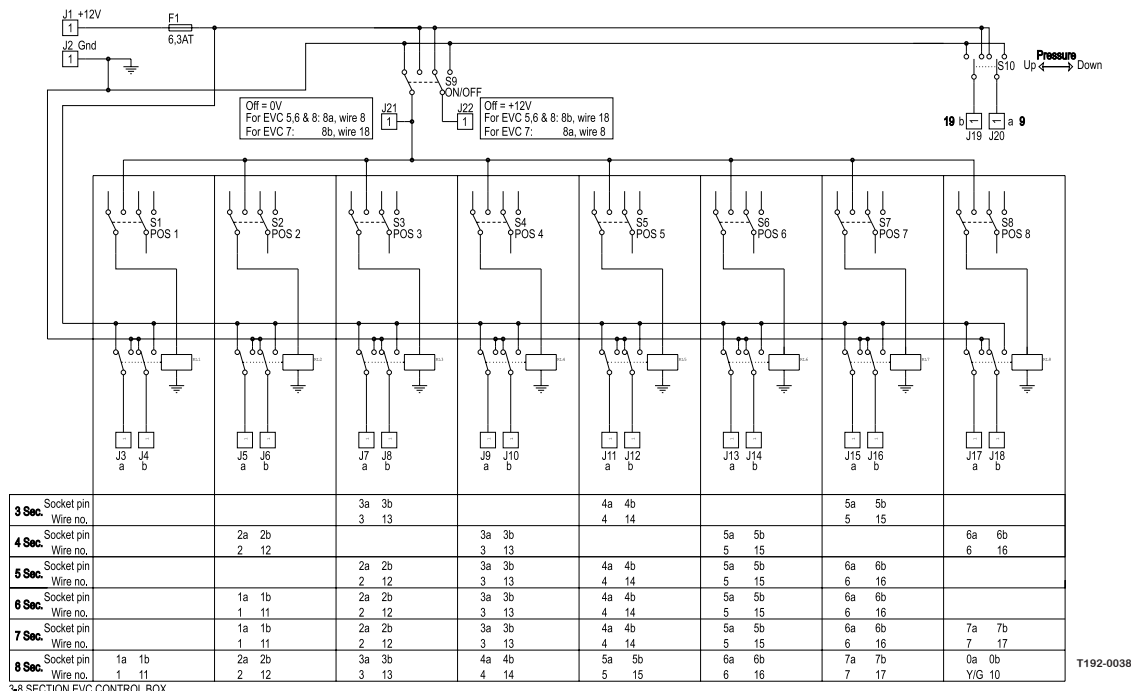 J1 +12V
1
F1
6,3AT
J2 Gnd
1
S10
Pressure
Up Down
S9
ON/OFF
Off = 0V
For EVC 5,6 & 8: 8a, wire 8
For EVC 7: 8b, wire 18
J21
1
J22
1
Off = +12V
For EVC 5,6 & 8: 8b, wire 18
For EVC 7: 8a, wire 8
19 b 1 1 a 9
J19 J20
S1 S2 S3 S4 S5 S6 S7 S8
POS 1 POS 2 POS 3 POS 4 POS 5 POS 6 POS 7 POS 8
RL1 RL2 RL3 RL4 RL5 RL6 RL7 RL8
J3 J4 J5 J6 J7 J8 J9 J10 J11 J12 J13 J14 J15 J16 J17 J18
a b a b a b a b a b a b a b a b
3 Sec. Socket pin 3a 3b 4a 4b 5a 5b
Wire no. 3 13 4 14 5 15
4 Sec. Socket pin 2a 2b 3a 3b 5a 5b 6a 6b
Wire no. 2 12 3 13 5 15 6 16
5 Sec. Socket pin 2a 2b 3a 3b 4a 4b 5a 5b 6a 6b
Wire no. 2 12 3 13 4 14 5 15 6 16
6 Sec. Socket pin 1a 1b 2a 2b 3a 3b 4a 4b 5a 5b 6a 6b
Wire no. 1 11 2 12 3 13 4 14 5 15 6 16
7 Sec. Socket pin 1a 1b 2a 2b 3a 3b 4a 4b 5a 5b 6a 6b 7a 7b
Wire no. 1 11 2 12 3 13 4 14 5 15 6 16 7 17
8 Sec. Socket pin 1a 1b 2a 2b 3a 3b 4a 4b 5a 5b 6a 6b 7a 7b 0a 0b
Wire no. 1 11 2 12 3 13 4 14 5 15 6 16 7 17 Y/G 10
T192-0038
3-8 SECTION EVC CONTROL BOX